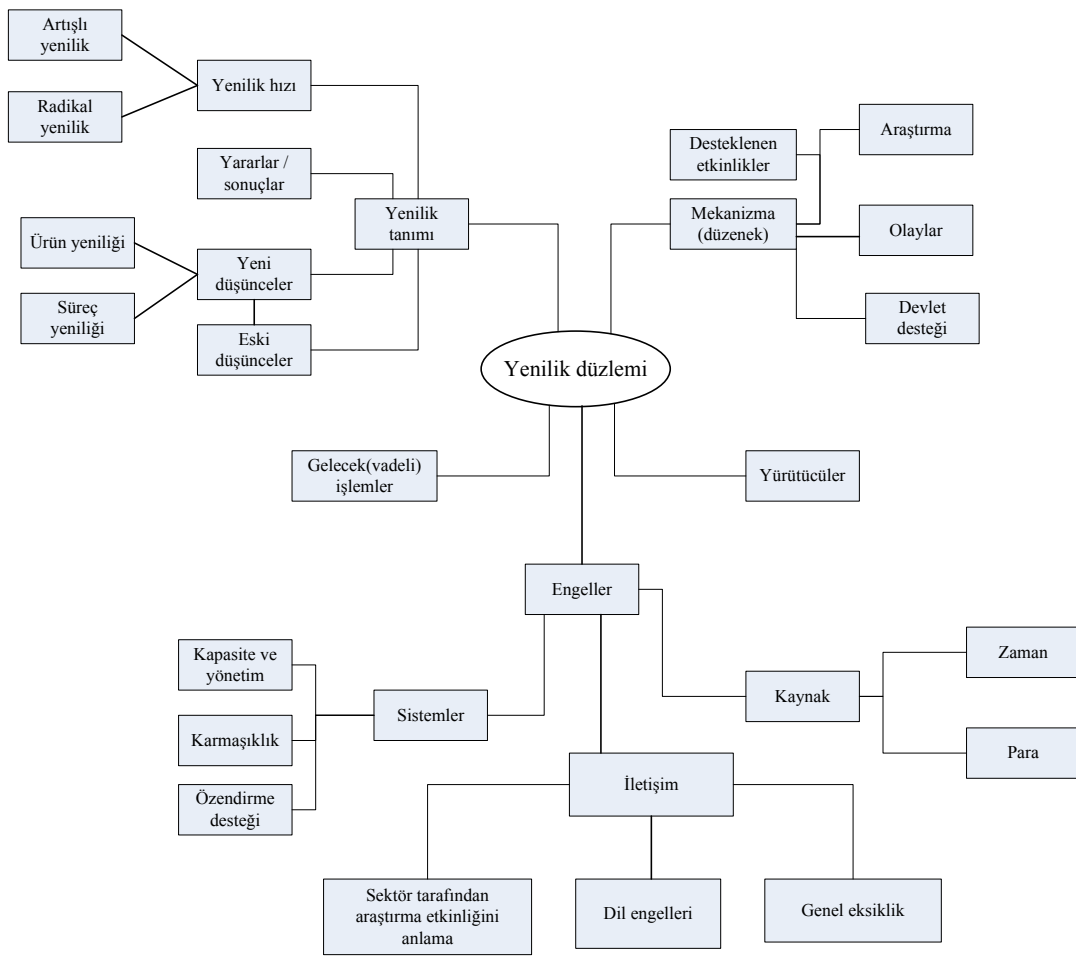 Artışlı
yenilik
Yenilik hızı
Radikal
yenilik
Yararlar /
sonuçlar
Yenilik
tanımı
Ürün yeniliği
Yeni
düşünceler
Süreç
yeniliği
Eski
düşünceler
Desteklenen
etkinlikler
Araştırma
Mekanizma
(düzenek)
Olaylar
Devlet
desteği
Yenilik düzlemi
Gelecek(vadeli)
işlemler
Yürütücüler
Engeller
Kapasite ve
yönetim
Sistemler
Karmaşıklık
Özendirme
desteği
Kaynak
Zaman
Para
İletişim
Sektör tarafından
araştırma etkinliğini
anlama
Dil engelleri
Genel eksiklik